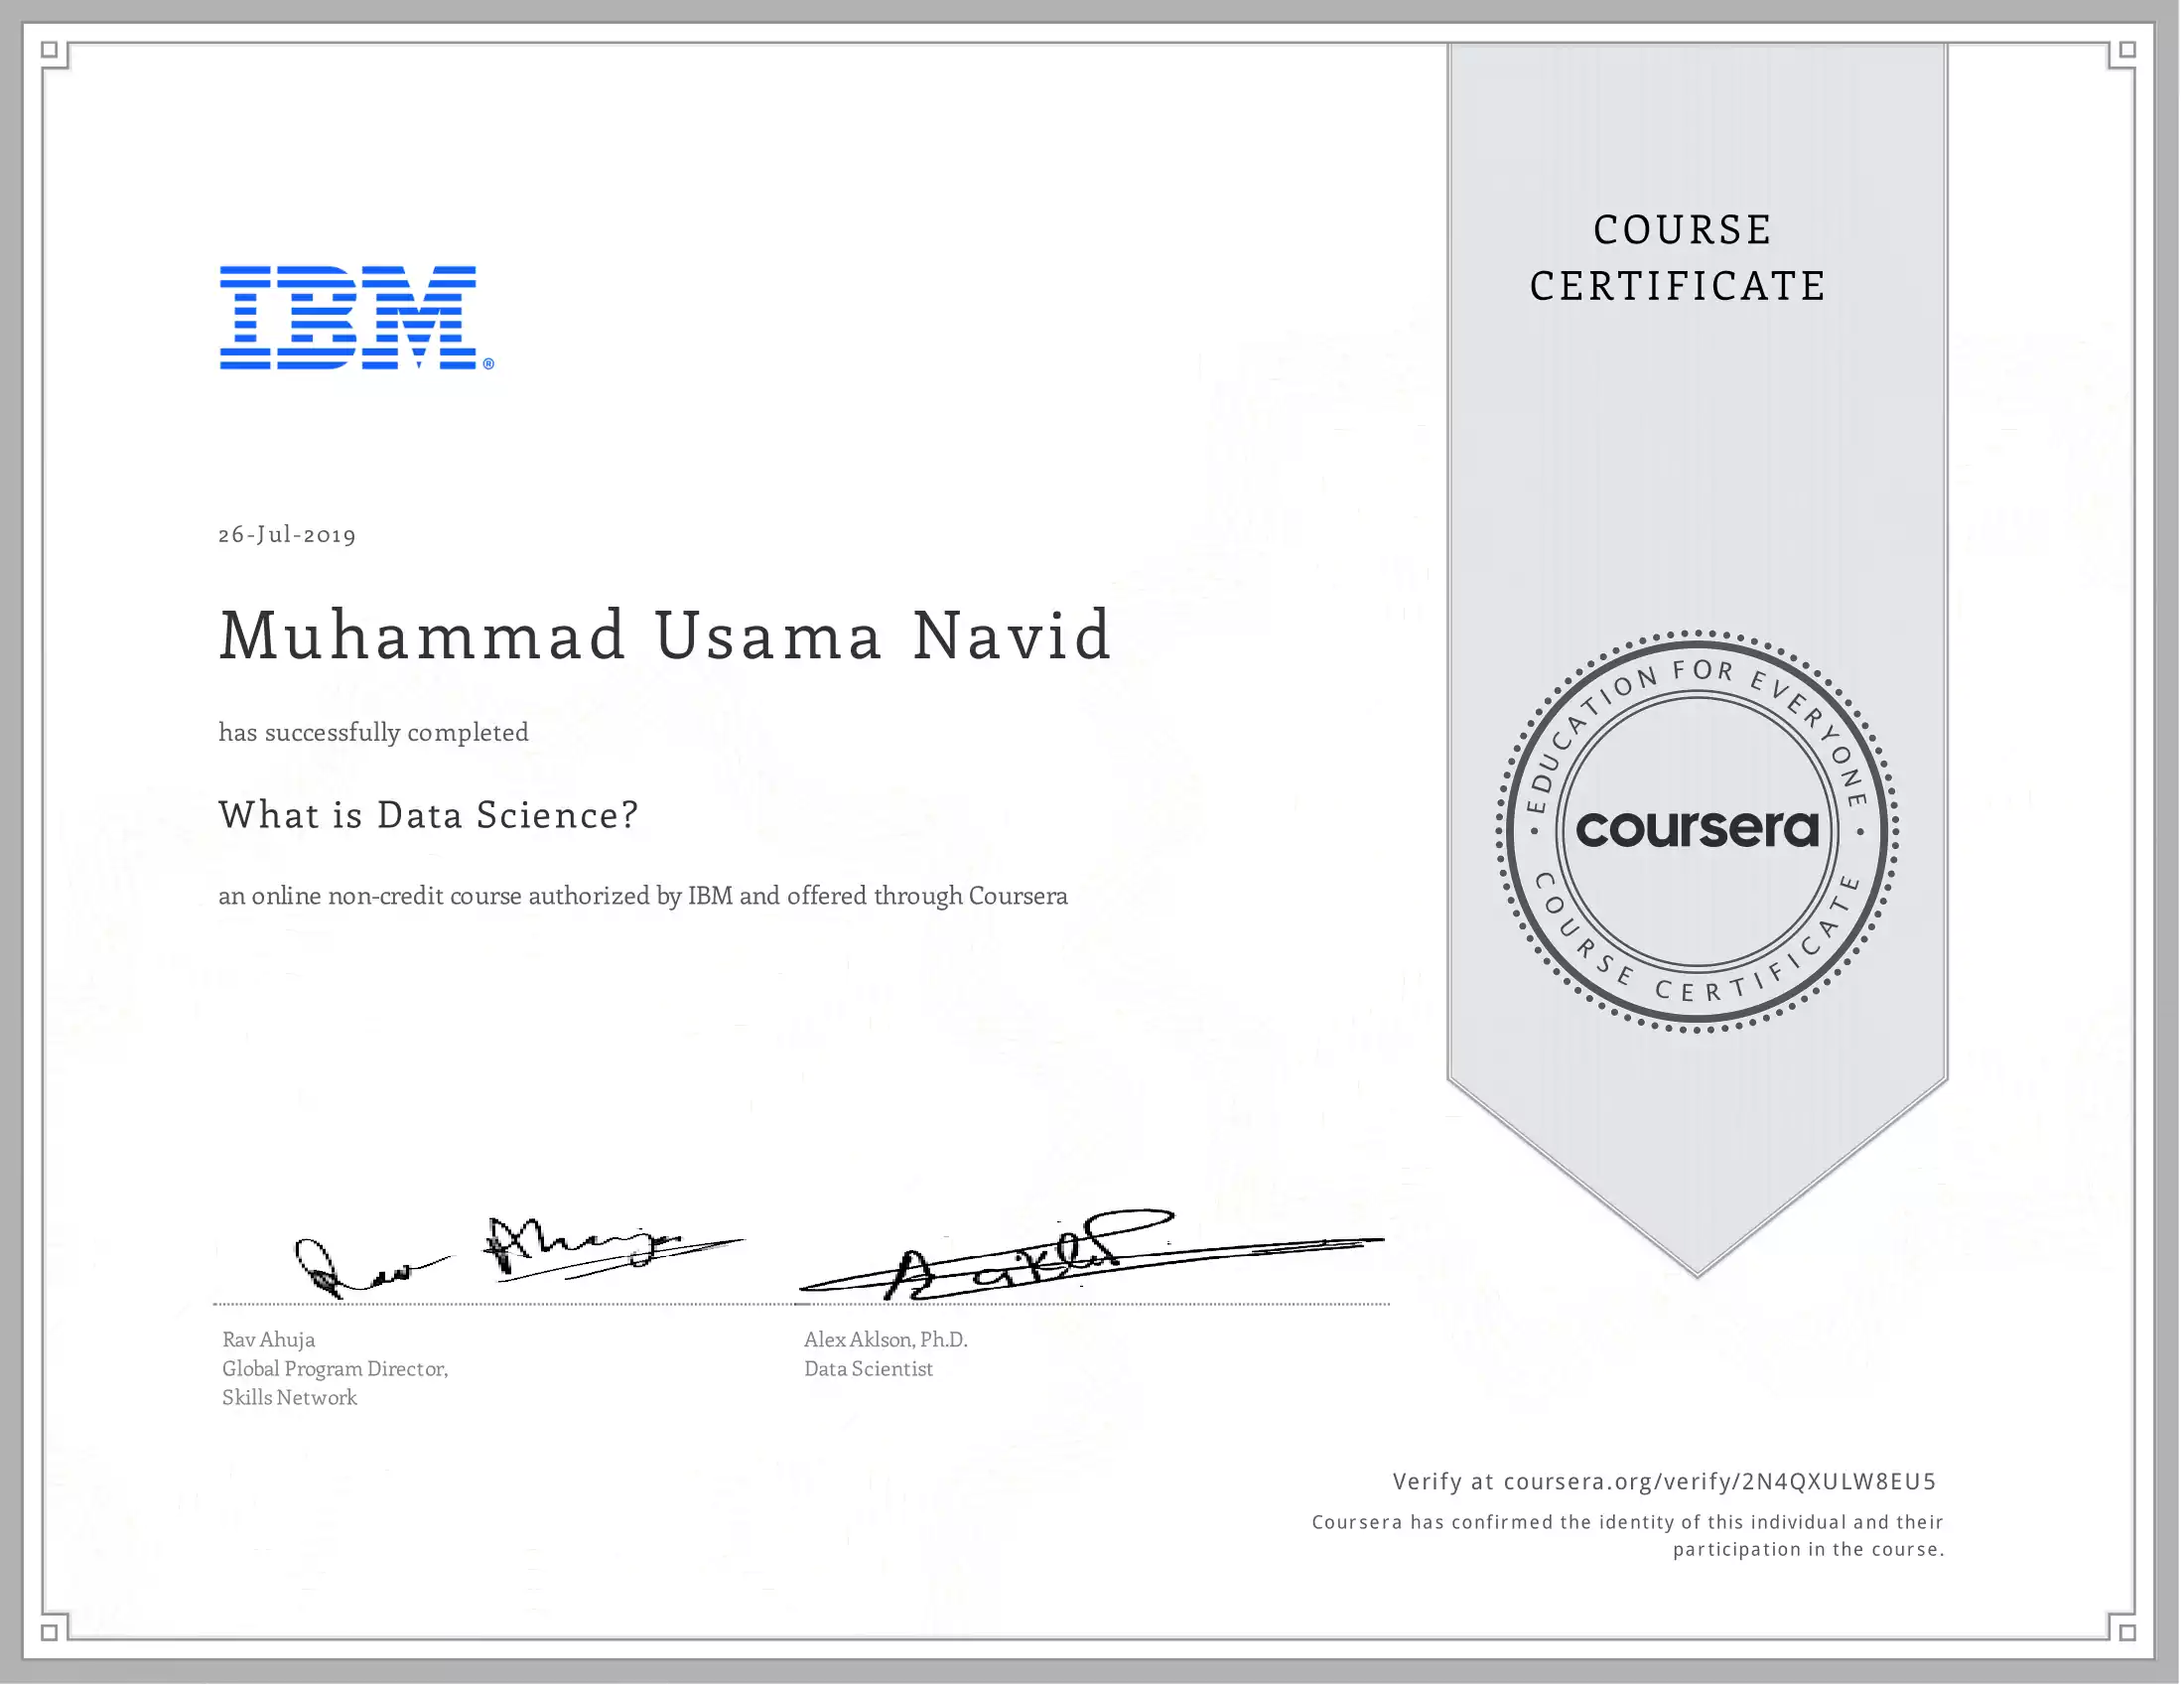 COURSE
CERTIFICATE
IBM®
26-Jul-2019
Muhammad Usama Navid
has successfully completed
What is Data Science?
an online non-credit course authorized by IBM and offered through Coursera
EDUCATION FOR EVERYONE
coursera
COURSE CERTIFICATE
Rav Ahuja
Global Program Director,
Skills Network
Alex Aklson, Ph.D.
Data Scientist
Verify at coursera.org/verify/2N4QXULW8EU5
Coursera has confirmed the identity of this individual and their
participation in the course.